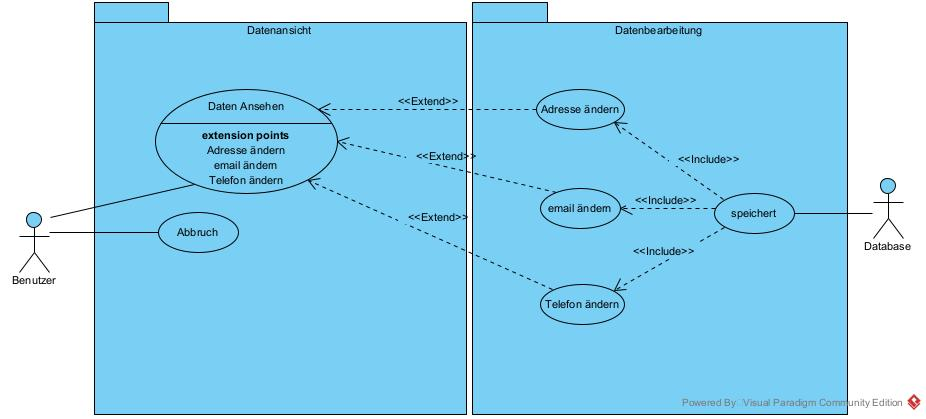 Datenansicht
Datenbearbeitung
Daten Ansehen
extension points
Adresse ändern
email ändern
Telefon ändern
Abbruch
Benutzer
<<Extend>>
<<Extend>>
<<Extend>>
Adresse ändern
email ändern
Telefon ändern
<<Include>>
<<Include>>
<<Include>>
speichert
Database
Powered By Visual Paradigm Community Edition